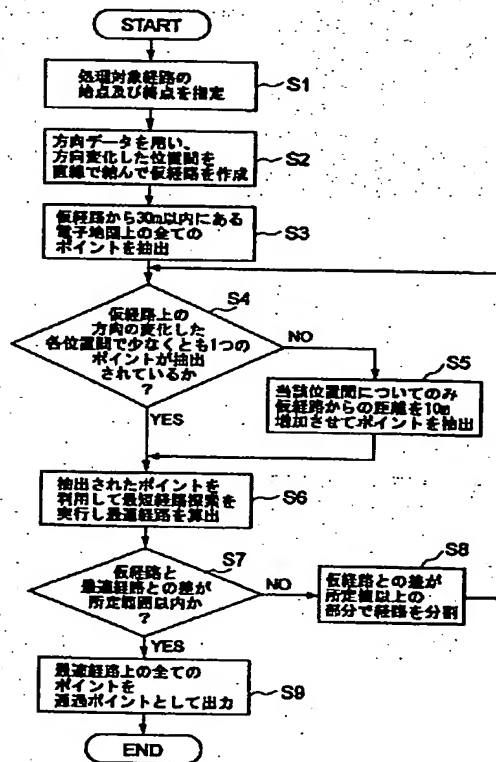 START
処理対象経路の
始点及び終点を指定
S1
方向データを用い、
方向変化した位置間を
直線で結んで仮経路を作成
S2
仮経路から30m以内にある
電子地図上の全ての
ポイントを抽出
S3
S4
仮経路上の
方向の変化した
各位置間で少なくとも1つの
ポイントが抽出
されているか
?
NO
YES
S5
当該位置間についてのみ
仮経路からの距離を10m
増加させてポイントを抽出
抽出されたポイントを
利用して最短経路探索を
実行し最適経路を算出
S6
S7
仮経路と
最適経路との差が
所定範囲以内か
?
NO
YES
S8
仮経路との差が
所定値以上の
部分で経路を分割
最適経路上の全ての
ポイントを
通過ポイントとして出力
S9
END